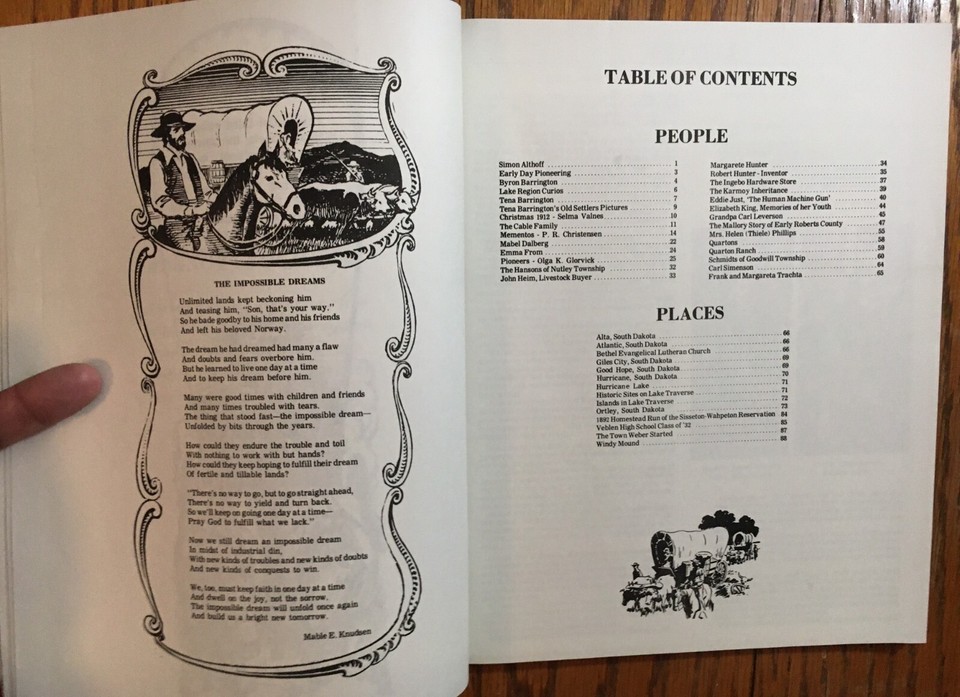 THE IMPOSSIBLE DREAMS
Unlimited lands kept beckoning him
And teasing him, "Son, that's your way."
So he bade goodby to his home and his friends
And left his beloved Norway.
The dream he had dreamed had many a flaw
And doubts and fears overbore him.
But he learned to live one day at a time
And to keep his dream before him.
Many were good times with children and friends
And many times troubled with tears.
The thing that stood fast—the impossible dream—
Unfolded by bits through the years.
How could they endure the trouble and toil
With nothing to work with but hands?
How could they keep hoping to fulfill their dream
Of fertile and tillable lands?
"There's no way to go, but to go straight ahead,
There's no way to yield and turn back.
So we'll keep on going one day at a time—
Pray God to fulfill what we lack."
Now we still dream an impossible dream
In midst of industrial din,
With new kinds of troubles and new kinds of doubts
And new kinds of conquests to win.
We, too, must keep faith in one day at a time
And dwell on the joy, not the sorrow.
The impossible dream will unfold once again
And build us a bright new tomorrow.
Mable E. Knudsen
TABLE OF CONTENTS
PEOPLE
Simon Althoff 1
Early Day Pioneering 3
Byron Barrington 4
Lake Region Curios 6
Tena Barrington 7
Tena Barrington's Old Settlers Pictures 9
Christmas 1912 - Selma Valnes 10
The Cable Family 11
Mementos - P. R. Christensen 14
Mabel Dalberg 22
Emma From 24
Pioneers - Olga K. Glorvick 25
The Hansons of Nutley Township 32
John Heim, Livestock Buyer 33
Margarete Hunter 34
Robert Hunter - Inventor 35
The Ingebo Hardware Store 37
The Karmoy Inheritance 39
Eddie Just, 'The Human Machine Gun' 40
Elizabeth King, Memories of her Youth 44
Grandpa Carl Leverson 45
The Mallory Story of Early Roberts County 47
Mrs. Helen (Thiele) Phillips 55
Quartons 58
Quarton Ranch 59
Schmidts of Goodwill Township 60
Carl Simenson 64
Frank and Margareta Trachta 65
PLACES
Alta, South Dakota 66
Atlantic, South Dakota 66
Bethel Evangelical Lutheran Church 66
Giles City, South Dakota 69
Good Hope, South Dakota 69
Hurricane, South Dakota 70
Hurricane Lake 71
Historic Sites on Lake Traverse 71
Islands in Lake Traverse 72
Ortley, South Dakota 73
1892 Homestead Run of the Sisseton-Wahpeton Reservation 84
Veblen High School Class of '32 85
The Town Weber Started 87
Windy Mound 88